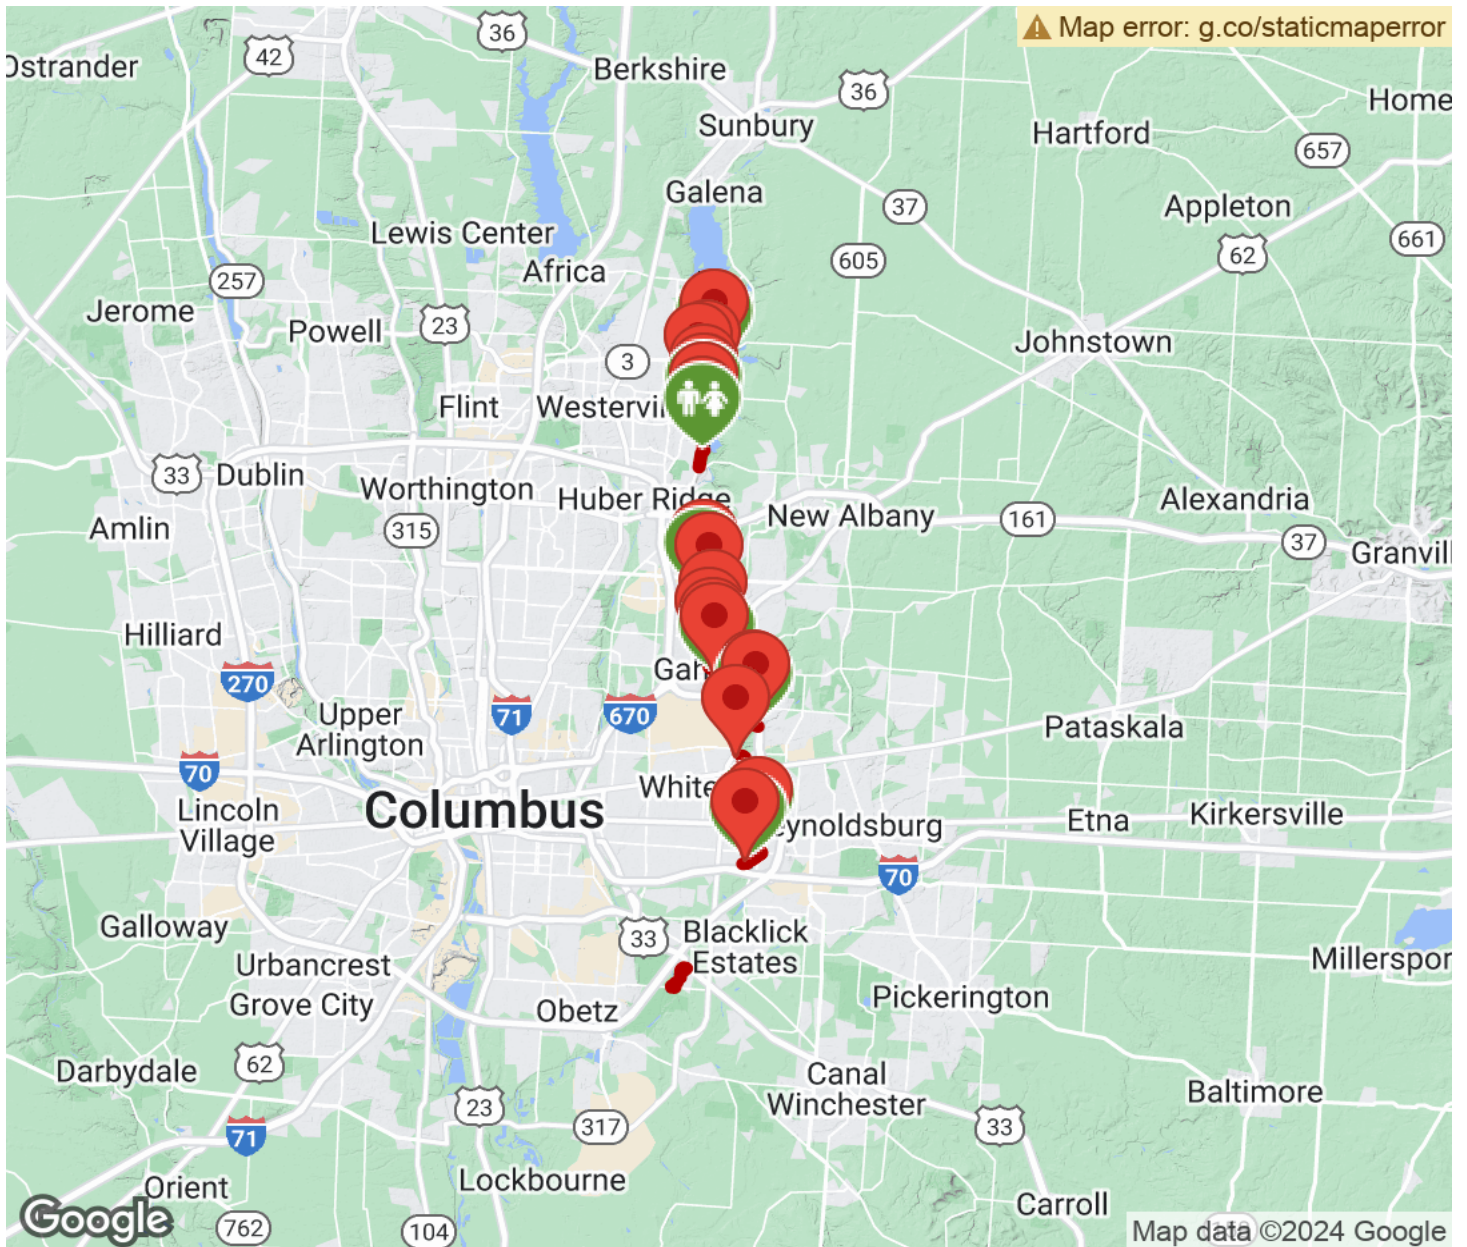 36
Map error: g.co/staticmaperror
42
Ostrander
Berkshire
36
Home
Sunbury
Hartford
657
Galena
37
Appleton
Lewis Center
661
62
Africa
605
257
Jerome
Powell
23
Johnstown
3
Flint
Westervil
33
Dublin
Worthington
Huber Ridge
Alexandria
Amlin
315
New Albany
161
37
Granvill
Hilliard
Gah
270
Upper
Arlington
71
670
Pataskala
70
White
Lincoln
Village
Columbus
eynoldsburg
Etna
Kirkersville
70
Galloway
33
Blacklick
Estates
Urbancrest
Millerspor
Grove City
Obetz
Pickerington
62
Darbydale
Canal
Winchester
Baltimore
23
71
317
33
Orient
Lockbourne
Carroll
Google
762
104
Map data ©2024 Google